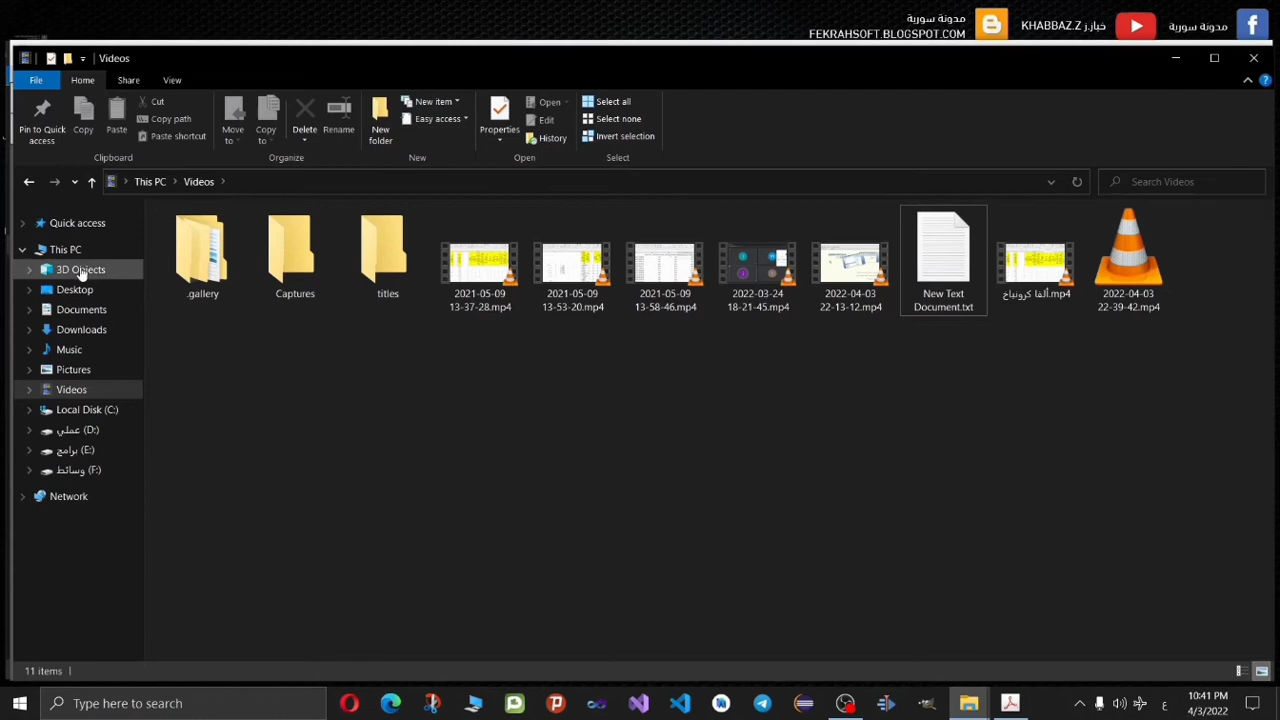 مدونة سورية
FEKRAHSOFT.BLOGSPOT.COM
خباز.ز KHABBAZ.Z
مدونة سورية
Videos
File
Home
Share
View
Pin to Quick access
Copy
Paste
Cut
Copy path
Paste shortcut
Move to
Copy to
Delete
Rename
New folder
New item
Easy access
Properties
Open
Edit
History
Select all
Select none
Invert selection
Clipboard
Organize
New
Open
Select
This PC
Videos
Search Videos
Quick access
This PC
3D Objects
Desktop
Documents
Downloads
Music
Pictures
Videos
Local Disk (C:)
عملي (D:)
برامج (E:)
وسائط (F:)
Network
.gallery
Captures
titles
2021-05-09
13-37-28.mp4
2021-05-09
13-53-20.mp4
2021-05-09
13-58-46.mp4
2022-03-24
18-21-45.mp4
2022-04-03
22-13-12.mp4
New Text
Document.txt
ألفا كرونباخ.mp4
2022-04-03
22-39-42.mp4
11 items
Type here to search
ع
10:41 PM
4/3/2022